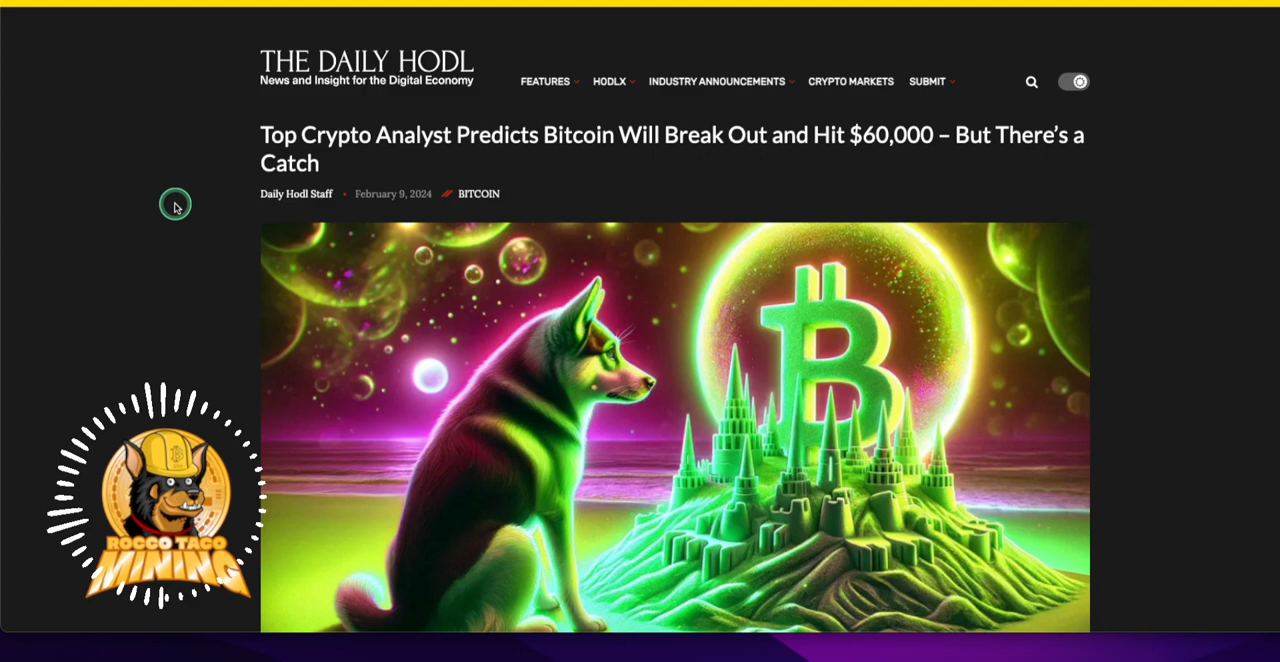 THE DAILY HODL
News and Insight for the Digital Economy
FEATURES HODLX INDUSTRY ANNOUNCEMENTS CRYPTO MARKETS SUBMIT
Top Crypto Analyst Predicts Bitcoin Will Break Out and Hit $60,000 – But There's a
Catch
Daily Hodl Staff • February 9, 2024 BITCOIN
ROCCO TACO
MINING